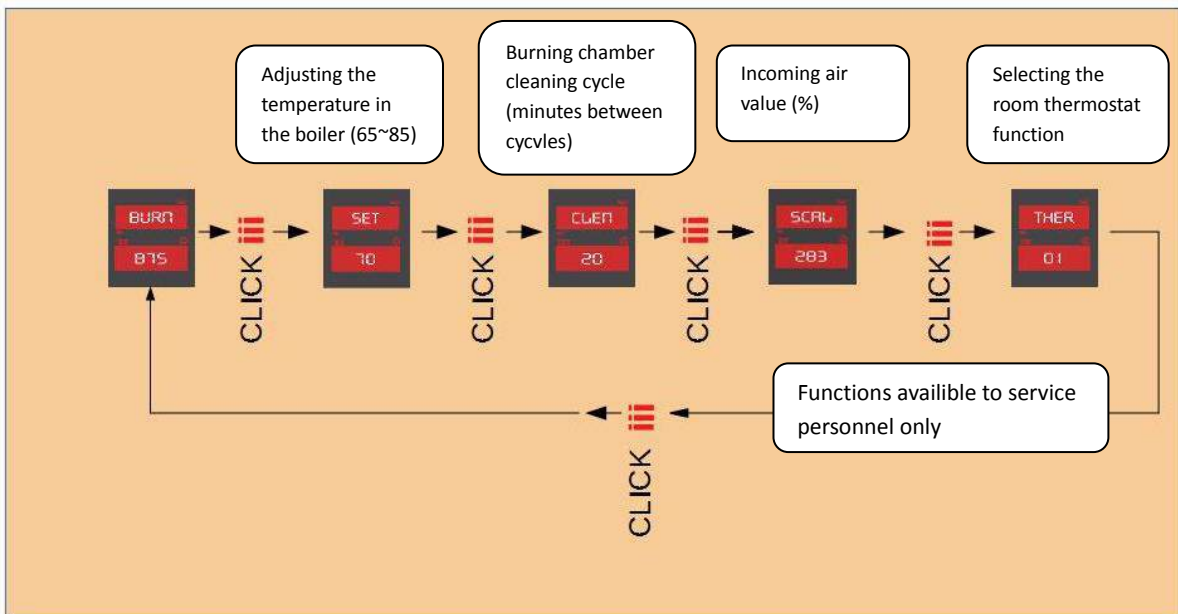 Adjusting the
temperature in
the boiler (65~85)
Burning chamber
cleaning cycle
(minutes between
cycvles)
Incoming air
value (%)
Selecting the
room thermostat
function
BURN
875
CLICK
SET
70
CLICK
CLEN
20
CLICK
SCAL
283
CLICK
THER
01
Functions availible to service
personnel only
CLICK